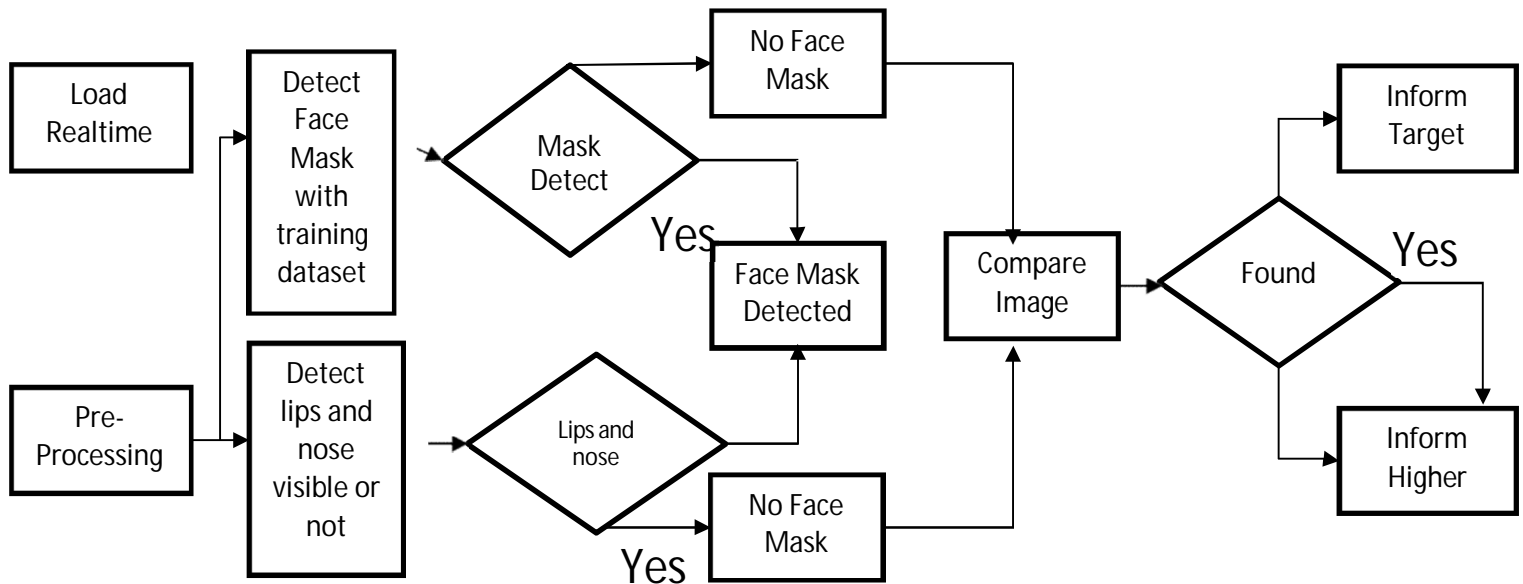 Load
Realtime
Pre-
Processing
Detect
Face
Mask
with
training
dataset
Detect
lips and
nose
visible or
not
Mask
Detect
Yes
Lips and
nose
Yes
No Face
Mask
Face Mask
Detected
No Face
Mask
Compare
Image
Found
Yes
Inform
Target
Inform
Higher